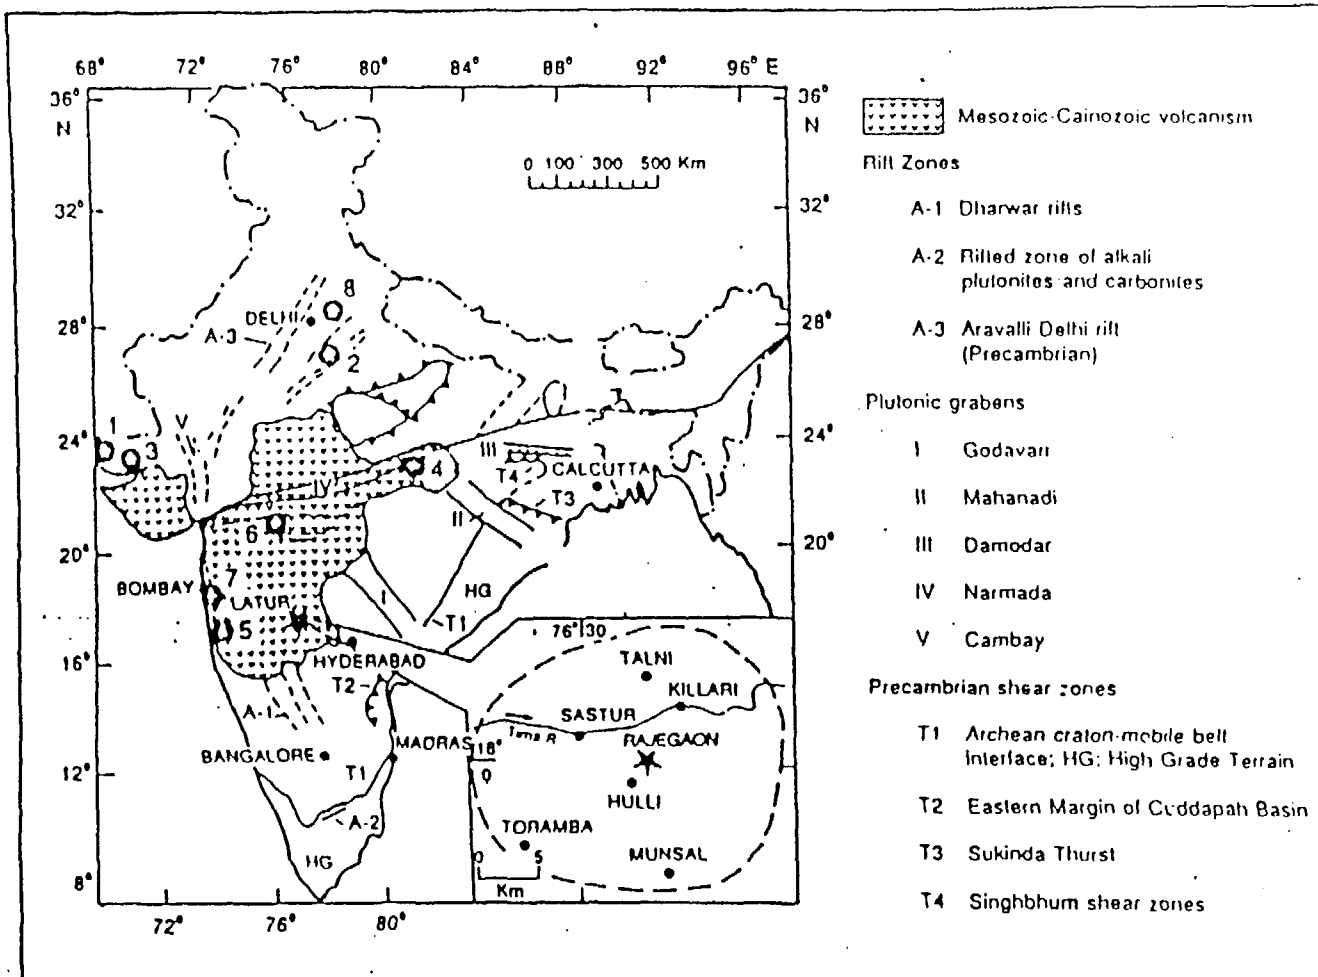 68° 72° 76° 80° 84° 88° 92° 96° E
36°
N
36°
N
0 100 300 500 Km
32°
32°
8
DELHI
A-3
28°
28°
2
1
V
3
24°
24°
4
III
T4
CALCUTTA
IV
T3
II
6
20°
20°
7
BOMBAY
LATUR
I
HG
T1
5
16°
HYDERABAD
T2
A-1
BANGALORE
MADRAS
12°
T1
A-2
HG
8°
72° 76° 80°
76° 30
TALNI
KILLARI
SASTUR
RAJEGAON
18°
0
HULLI
TORAMBA
0 5
Km
MUNSAL
Mesozoic-Cainozoic volcanism
Rift Zones
A-1 Dharwar rifts
A-2 Rifted zone of alkali
plutonites and carbonites
A-3 Aravalli Delhi rift
(Precambrian)
Plutonic grabens
I Godavari
II Mahanadi
III Damodar
IV Narmada
V Cambay
Precambrian shear zones
T1 Archean craton-mobile belt
Interface; HG: High Grade Terrain
T2 Eastern Margin of Cuddapah Basin
T3 Sukinda Thurst
T4 Singhbhum shear zones